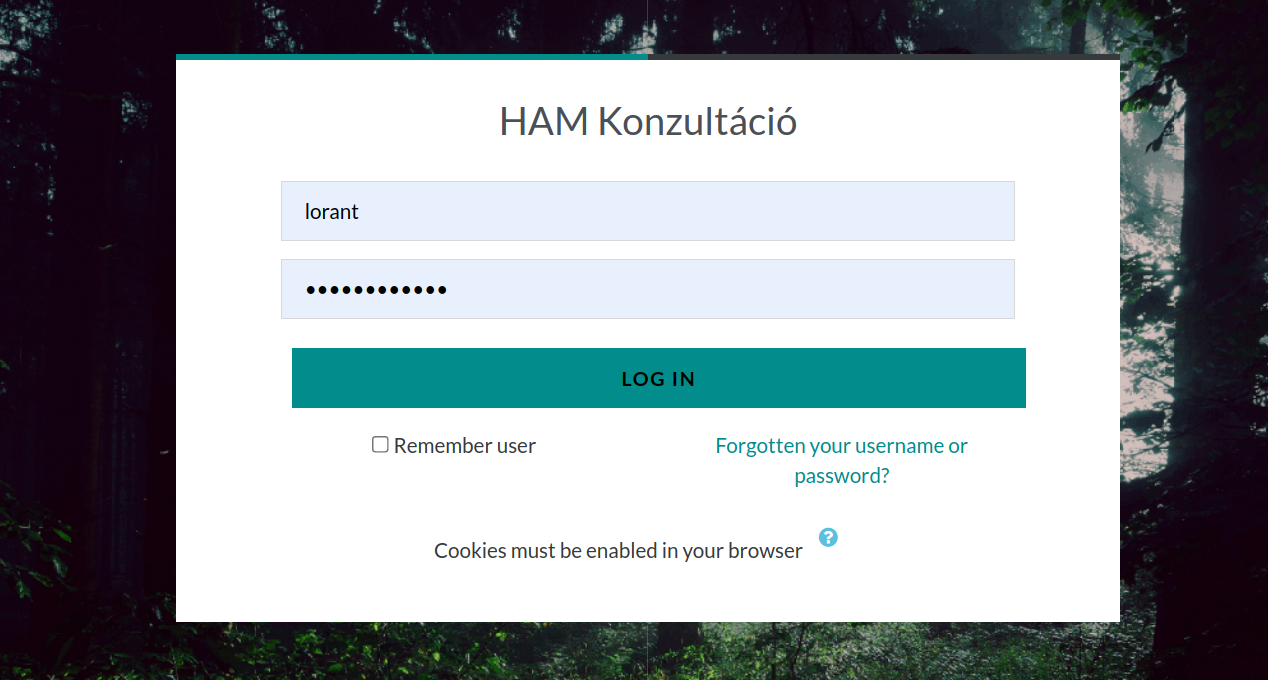 HAM Konzultáció
lorant
••••••••••••
LOG IN
Remember user
Forgotten your username or
password?
Cookies must be enabled in your browser
?